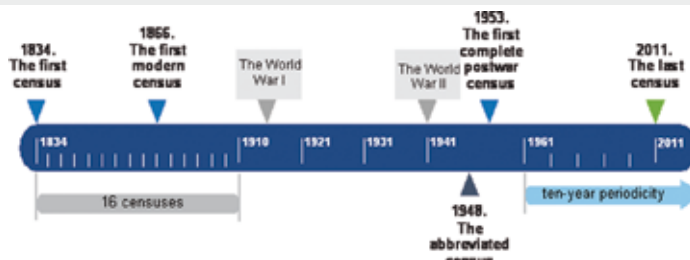 1834.
The first
census
1866.
The first
modern
census
The World
War I
The World
War II
1953.
The first
complete
postwar
census
2011.
The last
census
1834
1910
1921
1931
1941
1961
2011
16 censuses
1948.
The
abbreviated
census
ten-year periodicity